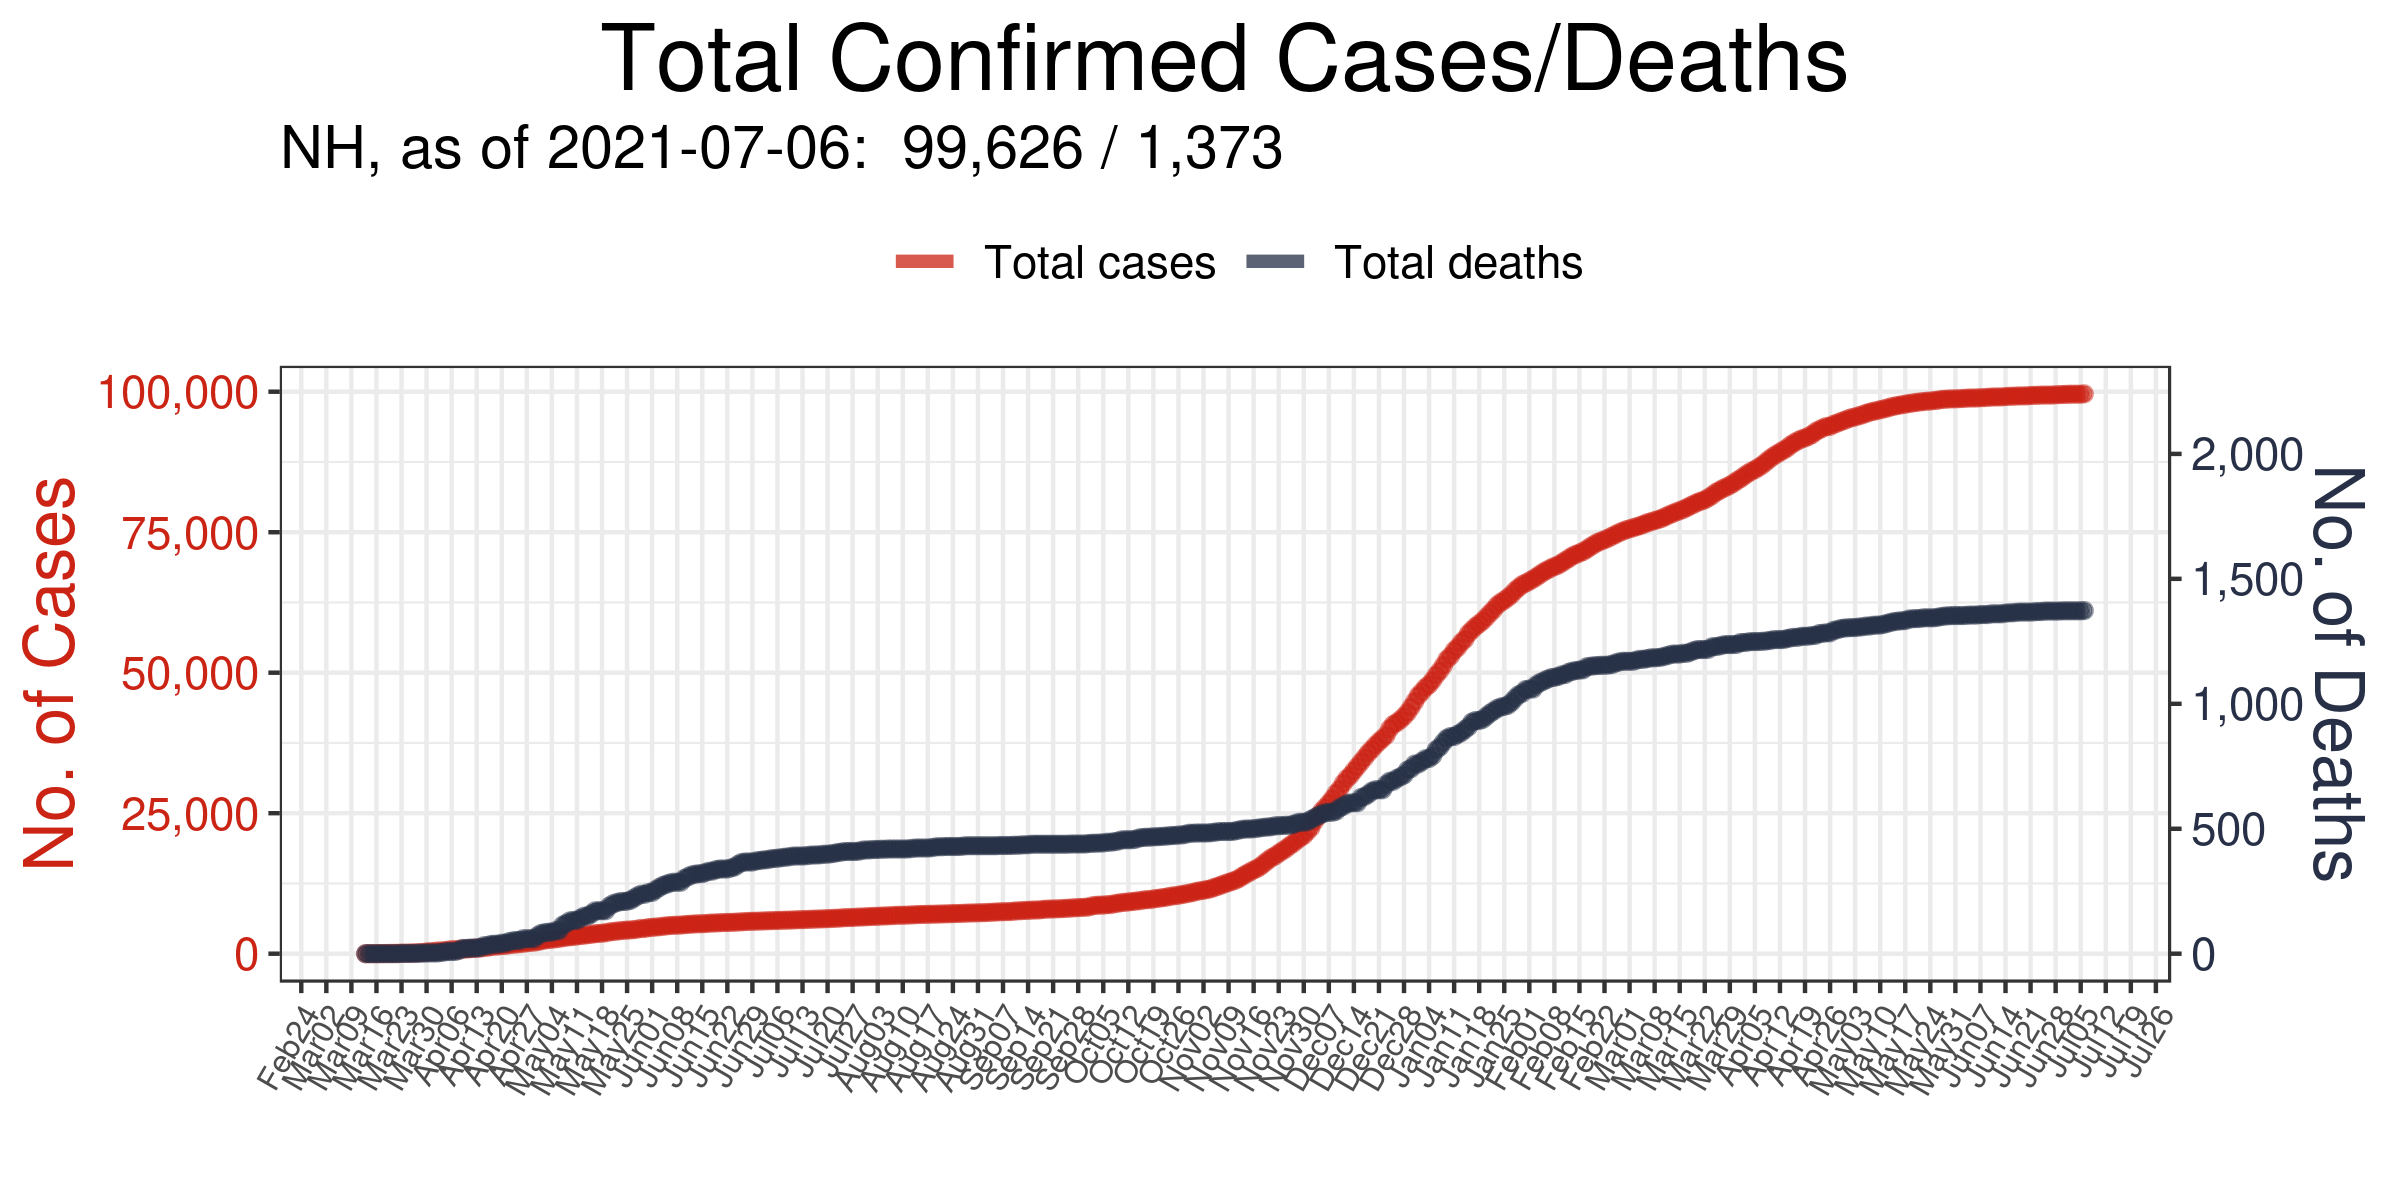 Total Confirmed Cases/Deaths
NH, as of 2021-07-06:  99,626 / 1,373
Total cases
Total deaths
No. of Cases
100,000
75,000
50,000
25,000
0
2,000
1,500
1,000
500
0
No. of Deaths
Feb24
Mar02
Mar09
Mar16
Mar23
Mar30
Apr06
Apr13
Apr20
Apr27
May04
May11
May18
May25
Jun01
Jun08
Jun15
Jun22
Jun29
Jul06
Jul13
Jul20
Jul27
Aug03
Aug10
Aug17
Aug24
Aug31
Sep07
Sep14
Sep21
Sep28
Oct05
Oct12
Oct19
Oct26
Nov02
Nov09
Nov16
Nov23
Nov30
Dec07
Dec14
Dec21
Dec28
Jan04
Jan11
Jan18
Jan25
Feb01
Feb08
Feb15
Feb22
Mar01
Mar08
Mar15
Mar22
Mar29
Apr05
Apr12
Apr19
Apr26
May03
May10
May17
May24
May31
Jun07
Jun14
Jun21
Jun28
Jul05
Jul12
Jul19
Jul26